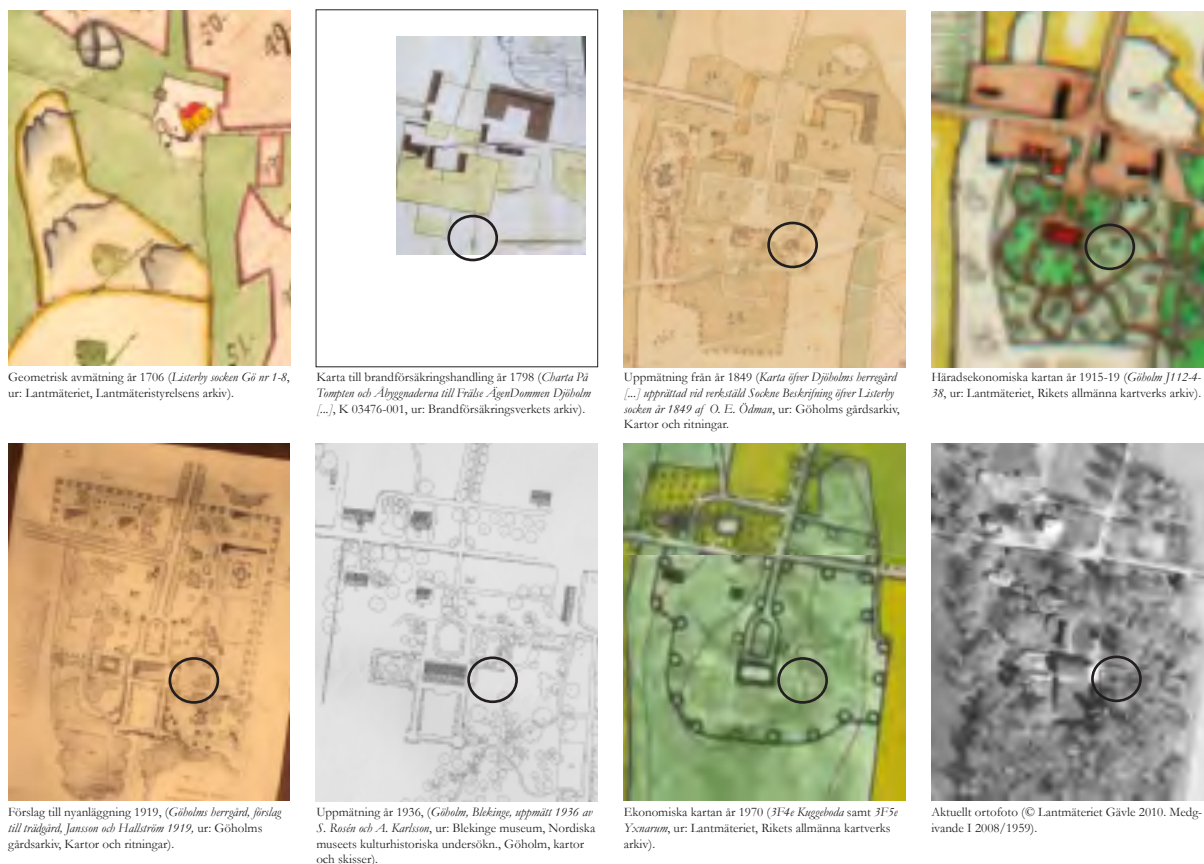 Geometrisk avmätning år 1706 (Listerby socken Gö nr 1-8,
ur: Lantmäteriet, Lantmäteristyrelsens arkiv).
Karta till brandförsäkringshandling år 1798 (Charta På
Tompten och Åbyggnaderna till Frälse ÄgenDommen Djöholm
[...], K 03476-001, ur: Brandförsäkringsverkets arkiv).
Uppmätning från år 1849 (Karta öfver Djöholms herregård
[...] upprättad vid verkstäld Sockne Beskrifning öfver Listerby
socken år 1849 af O. E. Ödman, ur: Göholms gårdsarkiv,
Kartor och ritningar.
Häradsekonomiska kartan år 1915-19 (Göholm J112-4-
38, ur: Lantmäteriet, Rikets allmänna kartverks arkiv).
Förslag till nyanläggning 1919, (Göholms herrgård, förslag
till trädgård, Jansson och Hallström 1919, ur: Göholms
gårdsarkiv, Kartor och ritningar).
Uppmätning år 1936, (Göholm, Blekinge, uppmätt 1936 av
S. Rosén och A. Karlsson, ur: Blekinge museum, Nordiska
museets kulturhistoriska undersökn., Göholm, kartor
och skisser).
Ekonomiska kartan år 1970 (3F4e Kuggeboda samt 3F5e
Yxnarum, ur: Lantmäteriet, Rikets allmänna kartverks
arkiv).
Aktuellt ortofoto (© Lantmäteriet Gävle 2010. Medg-
ivande I 2008/1959).